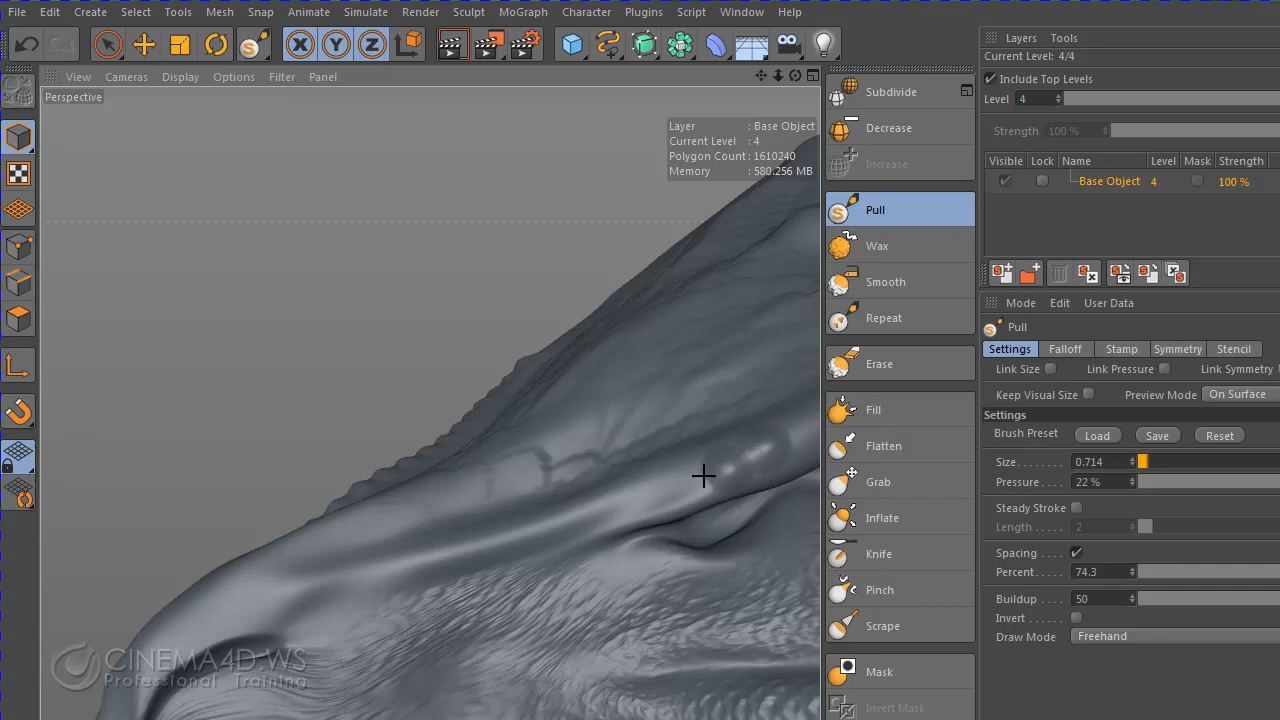 File Edit Create Select Tools Mesh Snap Animate Simulate Render Sculpt MoGraph Character Plugins Script Window Help
X Y Z
View Cameras Display Options Filter Panel
Perspective
Layer : Base Object
Current Level : 4
Polygon Count : 1610240
Memory : 580.256 MB
CINEMA4D.WS
Professional Training
Subdivide
Decrease
Increase
Pull
Wax
Smooth
Repeat
Erase
Fill
Flatten
Grab
Inflate
Knife
Pinch
Scrape
Mask
Invert Mask
Layers Tools
Current Level: 4/4
Include Top Levels
Level 4
Strength 100 %
Visible Lock Name Level Mask Strength
Base Object 4 100 %
Mode Edit User Data
Pull
Settings Falloff Stamp Symmetry Stencil
Link Size Link Pressure Link Symmetry
Keep Visual Size Preview Mode On Surface
Settings
Brush Preset Load Save Reset
Size 0.714
Pressure 22 %
Steady Stroke
Length 2
Spacing
Percent 74.3
Buildup 50
Invert
Draw Mode Freehand